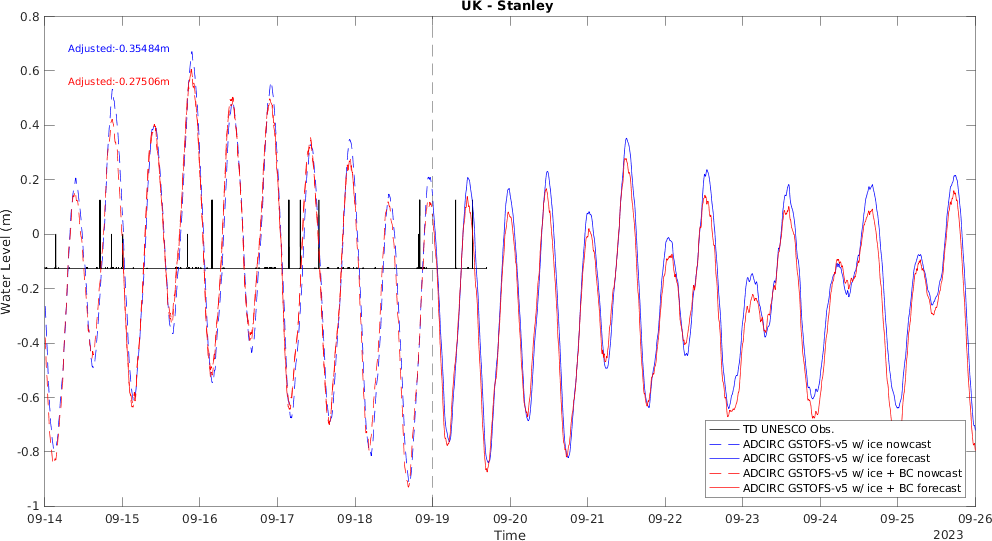 UK - Stanley
Adjusted:-0.35484m
Adjusted:-0.27506m
Water Level (m)
0.8
0.6
0.4
0.2
0
-0.2
-0.4
-0.6
-0.8
-1
TD UNESCO Obs.
ADCIRC GSTOFS-v5 w/ ice nowcast
ADCIRC GSTOFS-v5 w/ ice forecast
ADCIRC GSTOFS-v5 w/ ice + BC nowcast
ADCIRC GSTOFS-v5 w/ ice + BC forecast
09-14 09-15 09-16 09-17 09-18 09-19 09-20 09-21 09-22 09-23 09-24 09-25 09-26
Time
2023